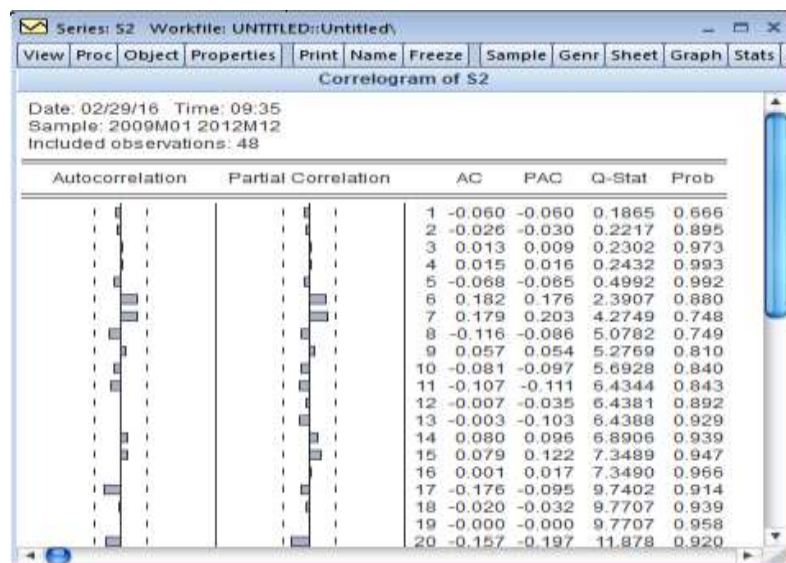 Series: S2 Workfile: UNTITLED::Untitled\
View Proc Object Properties Print Name Freeze Sample Genr Sheet Graph Stats
Correlogram of S2
Date: 02/29/16 Time: 09:35
Sample: 2009M01 2012M12
Included observations: 48
Autocorrelation Partial Correlation AC PAC Q-Stat Prob
1 -0.060 -0.060 0.1865 0.666
2 -0.026 -0.030 0.2217 0.895
3 0.013 0.009 0.2302 0.973
4 0.015 0.016 0.2432 0.993
5 -0.068 -0.065 0.4992 0.992
6 0.182 0.176 2.3907 0.880
7 0.179 0.203 4.2749 0.748
8 -0.116 -0.086 5.0782 0.749
9 0.057 0.054 5.2769 0.810
10 -0.081 -0.097 5.6928 0.840
11 -0.107 -0.111 6.4344 0.843
12 -0.007 -0.035 6.4381 0.892
13 -0.003 -0.103 6.4388 0.929
14 0.080 0.096 6.8906 0.939
15 0.079 0.122 7.3489 0.947
16 0.001 0.017 7.3490 0.966
17 -0.176 -0.095 9.7402 0.914
18 -0.020 -0.032 9.7707 0.939
19 -0.000 -0.000 9.7707 0.958
20 -0.157 -0.197 11.878 0.920